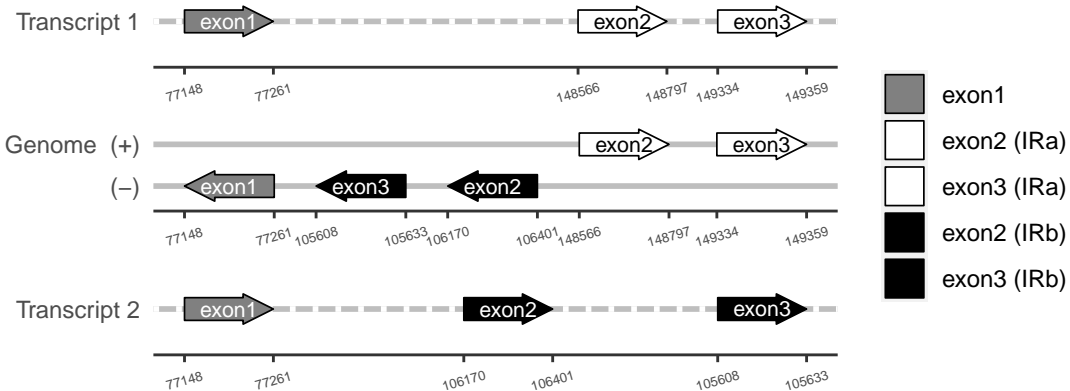 Transcript 1 exon1 exon2 exon3
77148 77261 148566 148797 149334 149359
Genome (+) exon2 exon3
(−) exon1 exon3 exon2
77148 77261 105608 105633 106170 106401 148566 148797 149334 149359
Transcript 2 exon1 exon2 exon3
77148 77261 106170 106401 105608 105633
exon1
exon2 (IRa)
exon3 (IRa)
exon2 (IRb)
exon3 (IRb)